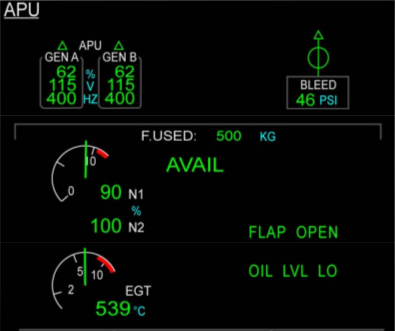 APU
APU
GEN A GEN B
62 % 62
115 V 115
400 HZ 400
BLEED
46 PSI
F.USED: 500 KG
10
AVAIL
0
90 N1
%
100 N2
FLAP OPEN
5 10
OIL LVL LO
2
EGT
539 °C